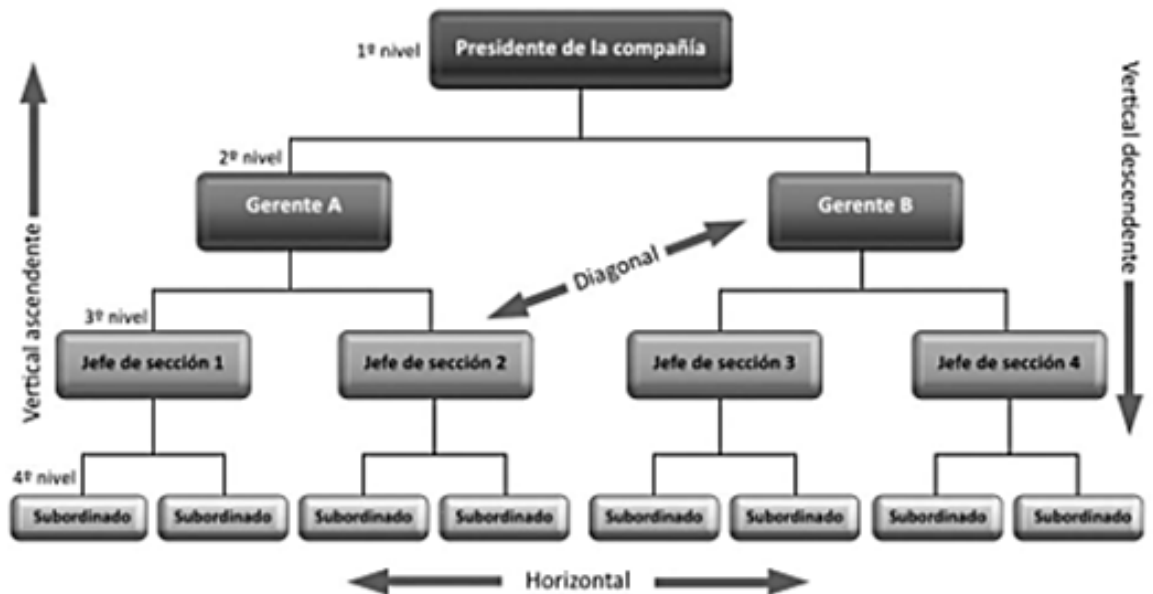 1º nivel
Presidente de la compañía
2º nivel
Gerente A
Gerente B
Vertical ascendente
Diagonal
Vertical descendente
3º nivel
Jefe de sección 1
Jefe de sección 2
Jefe de sección 3
Jefe de sección 4
4º nivel
Subordinado
Subordinado
Subordinado
Subordinado
Subordinado
Subordinado
Subordinado
Subordinado
Horizontal